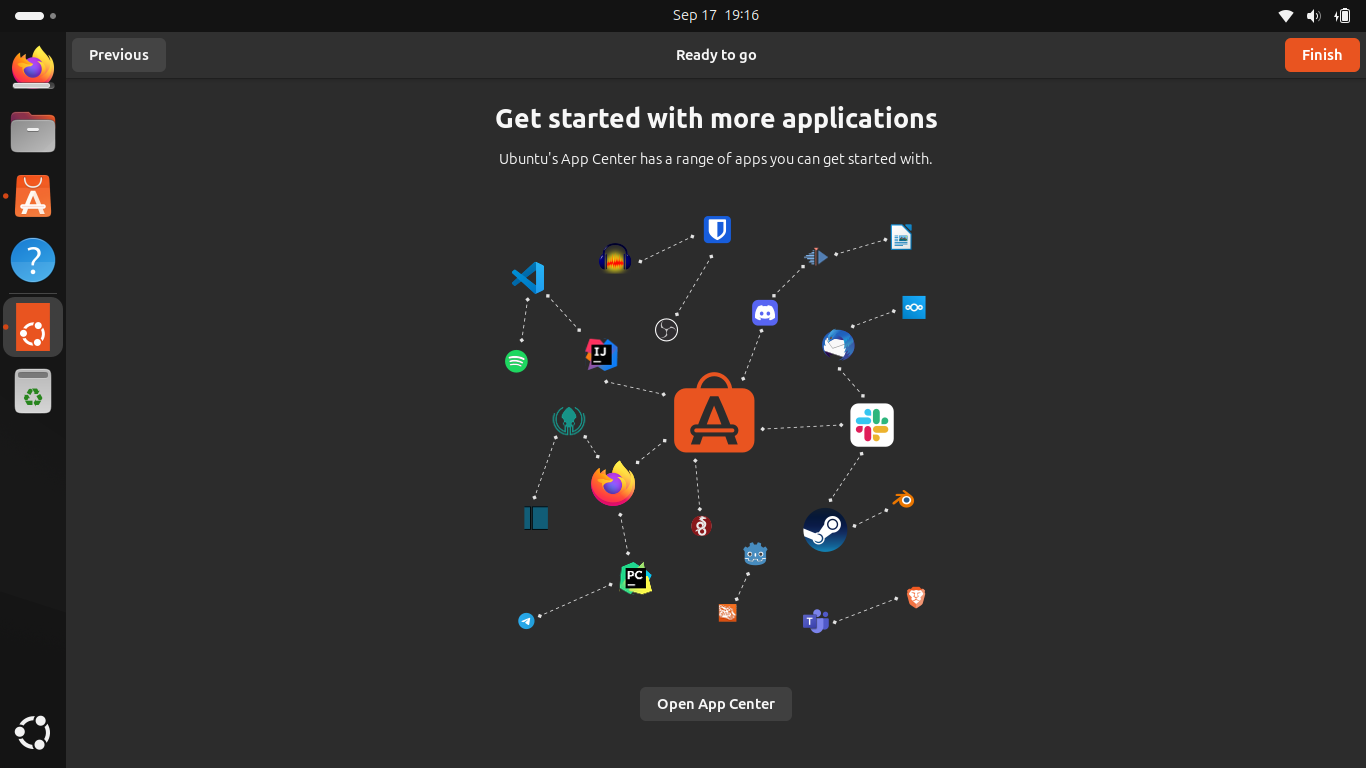 Sep 17 19:16
Previous
Ready to go
Finish
Get started with more applications
Ubuntu's App Center has a range of apps you can get started with.
IJ
PC
T
Open App Center